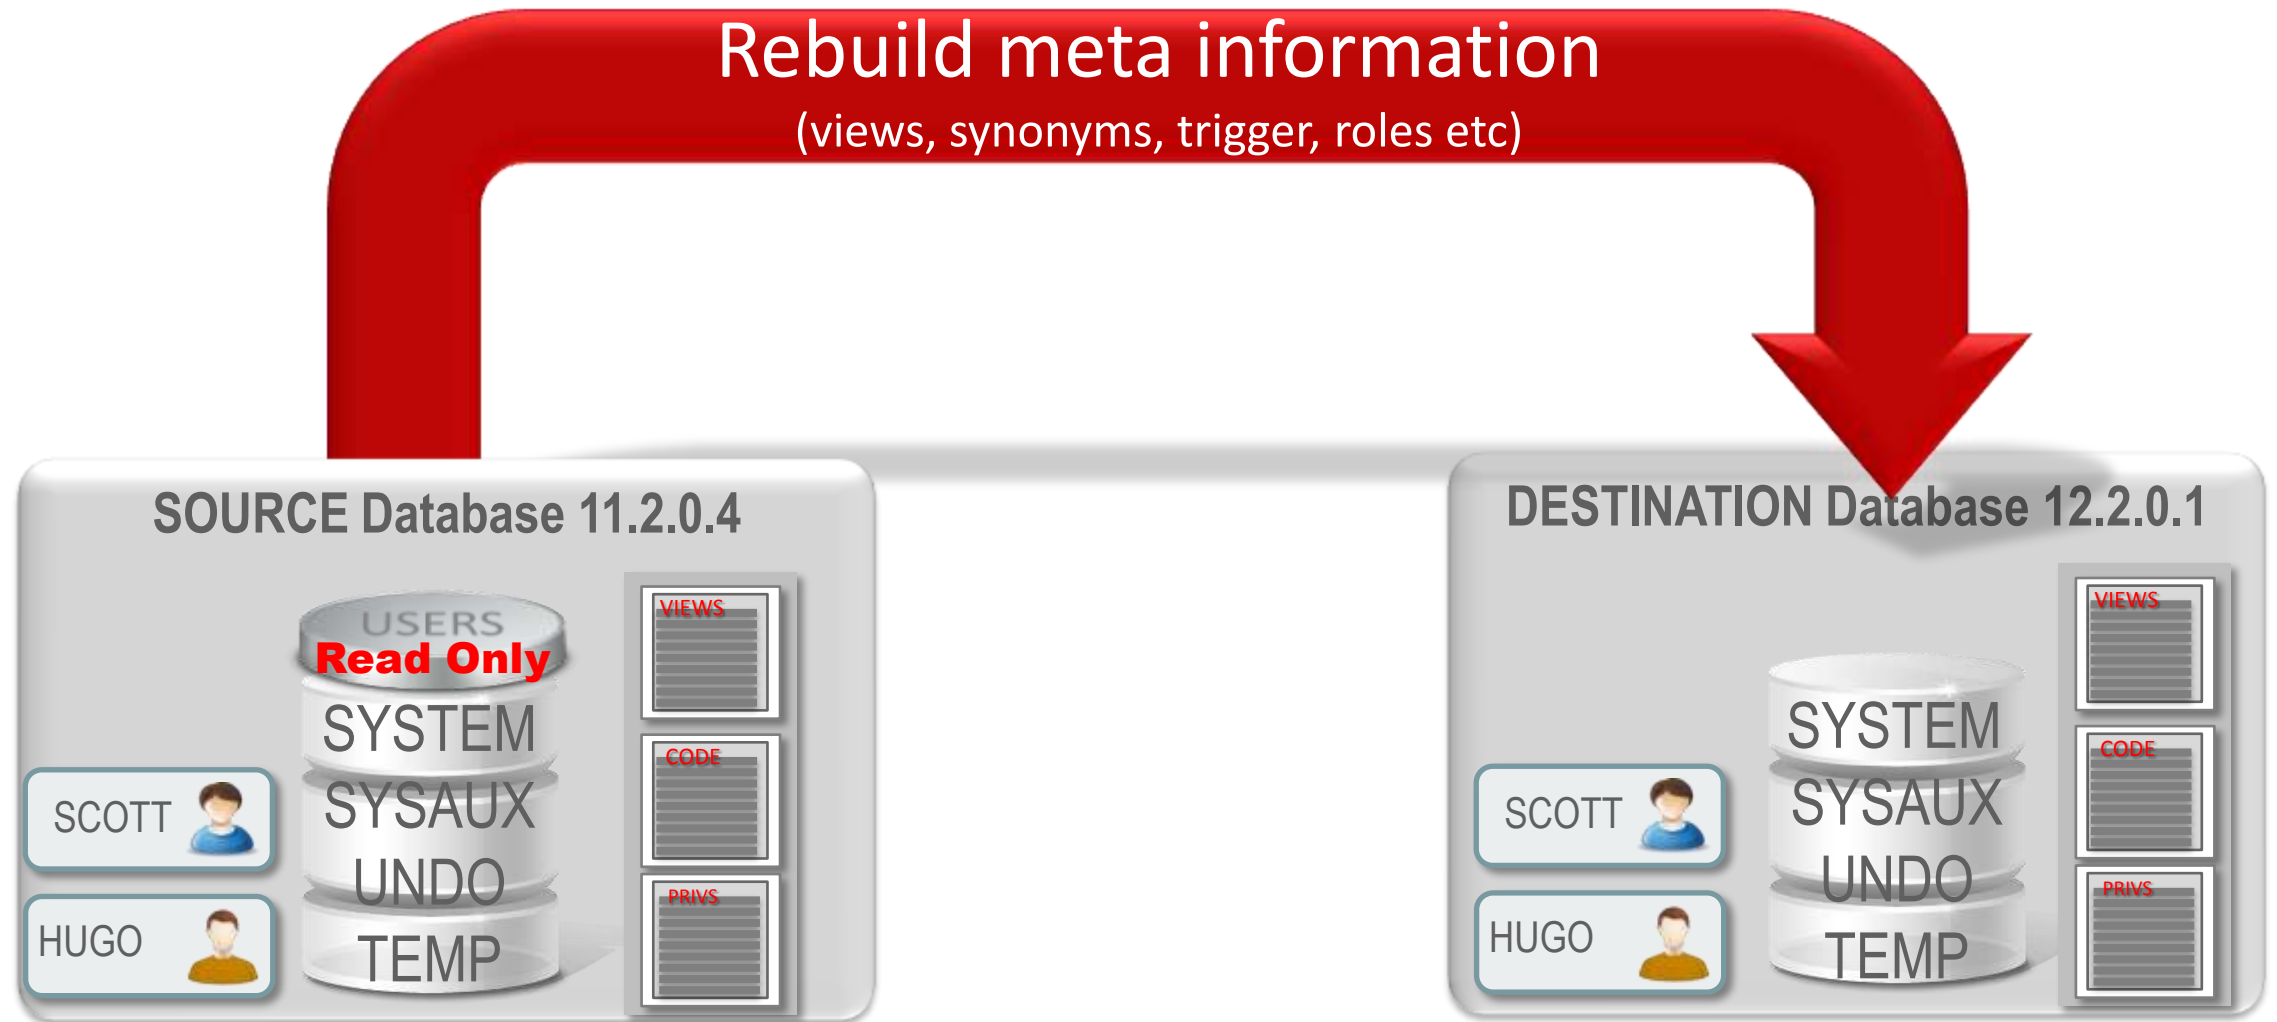 Rebuild meta information
(views, synonyms, trigger, roles etc)
SOURCE Database 11.2.0.4
USERS
Read Only
SYSTEM
SYSAUX
UNDO
TEMP
SCOTT
HUGO
VIEWS
CODE
PRIVS
DESTINATION Database 12.2.0.1
SCOTT
HUGO
SYSTEM
SYSAUX
UNDO
TEMP
VIEWS
CODE
PRIVS